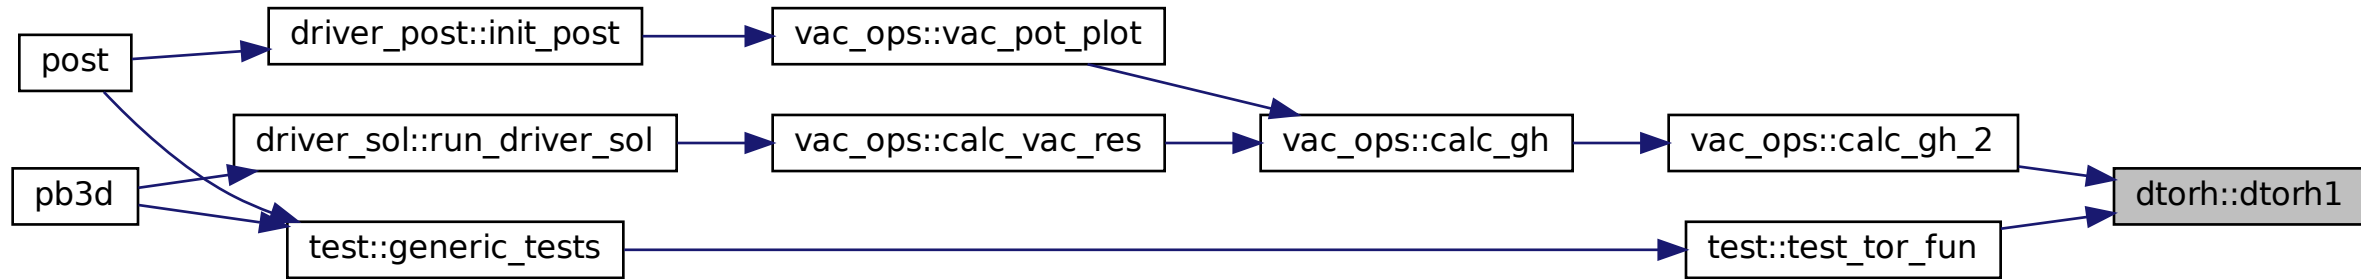 post
driver_post::init_post
vac_ops::vac_pot_plot
driver_sol::run_driver_sol
vac_ops::calc_vac_res
vac_ops::calc_gh
vac_ops::calc_gh_2
pb3d
dtorh::dtorh1
test::generic_tests
test::test_tor_fun